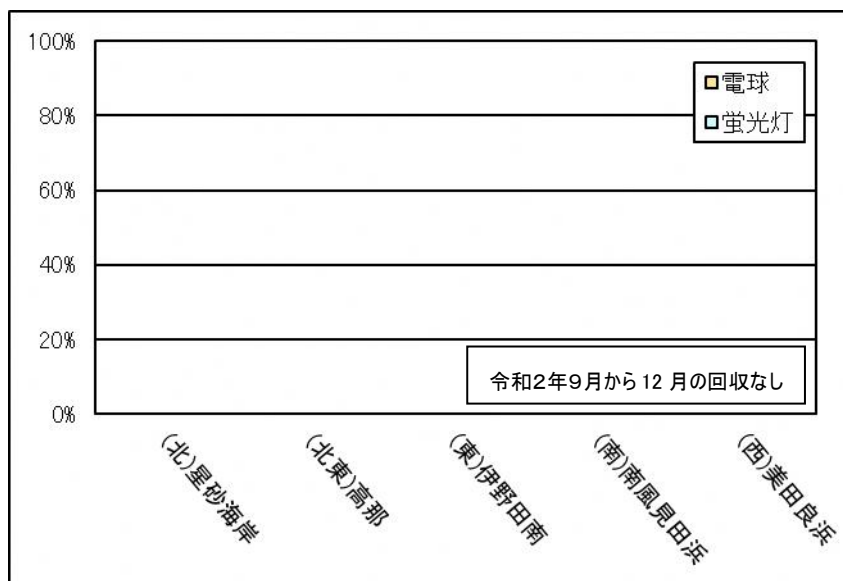 100%
80%
60%
40%
20%
0%
電球
蛍光灯
令和2年9月から12月の回収なし
(北)星砂海岸
(北東)高那
(東)伊野田南
(南)南風見田浜
(西)美田良浜